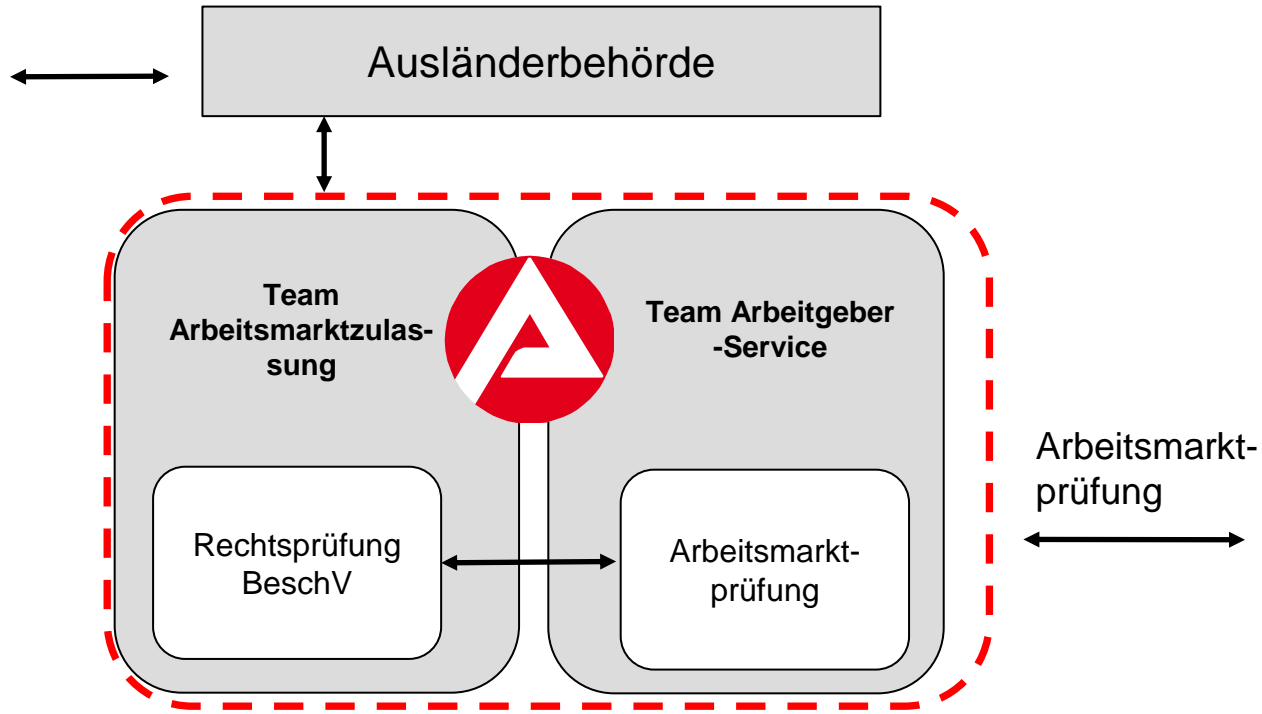 Ausländerbehörde
Team
Arbeitsmarktzulas-
sung
Team Arbeitgeber
-Service
Rechtsprüfung
BeschV
Arbeitsmarkt-
prüfung
Arbeitsmarkt-
prüfung